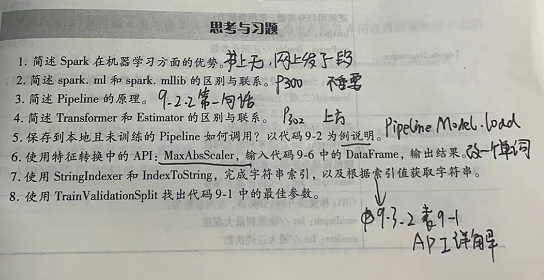 思考与习题
1. 简述 Spark 在机器学习方面的优势。书上无，网上缓了段
2. 简述 spark. ml 和 spark. mllib 的区别与联系。P300 不重要
3. 简述 Pipeline 的原理。 9.2.2 第一句话
4. 简述 Transformer 和 Estimator 的区别与联系。 P302 上方
5. 保存到本地且未训练的 Pipeline 如何调用？以代码 9-2 为例说明。Pipeline Model.load
6. 使用特征转换中的 API: MaxAbsScaler, 输入代码 9-6 中的 DataFrame, 输出结果。改一个单词
7. 使用 StringIndexer 和 IndexToString, 完成字符串索引, 以及根据索引值获取字符串。
8. 使用 TrainValidationSplit 找出代码 9-1 中的最佳参数。
9.3.2 表9-1
API详解